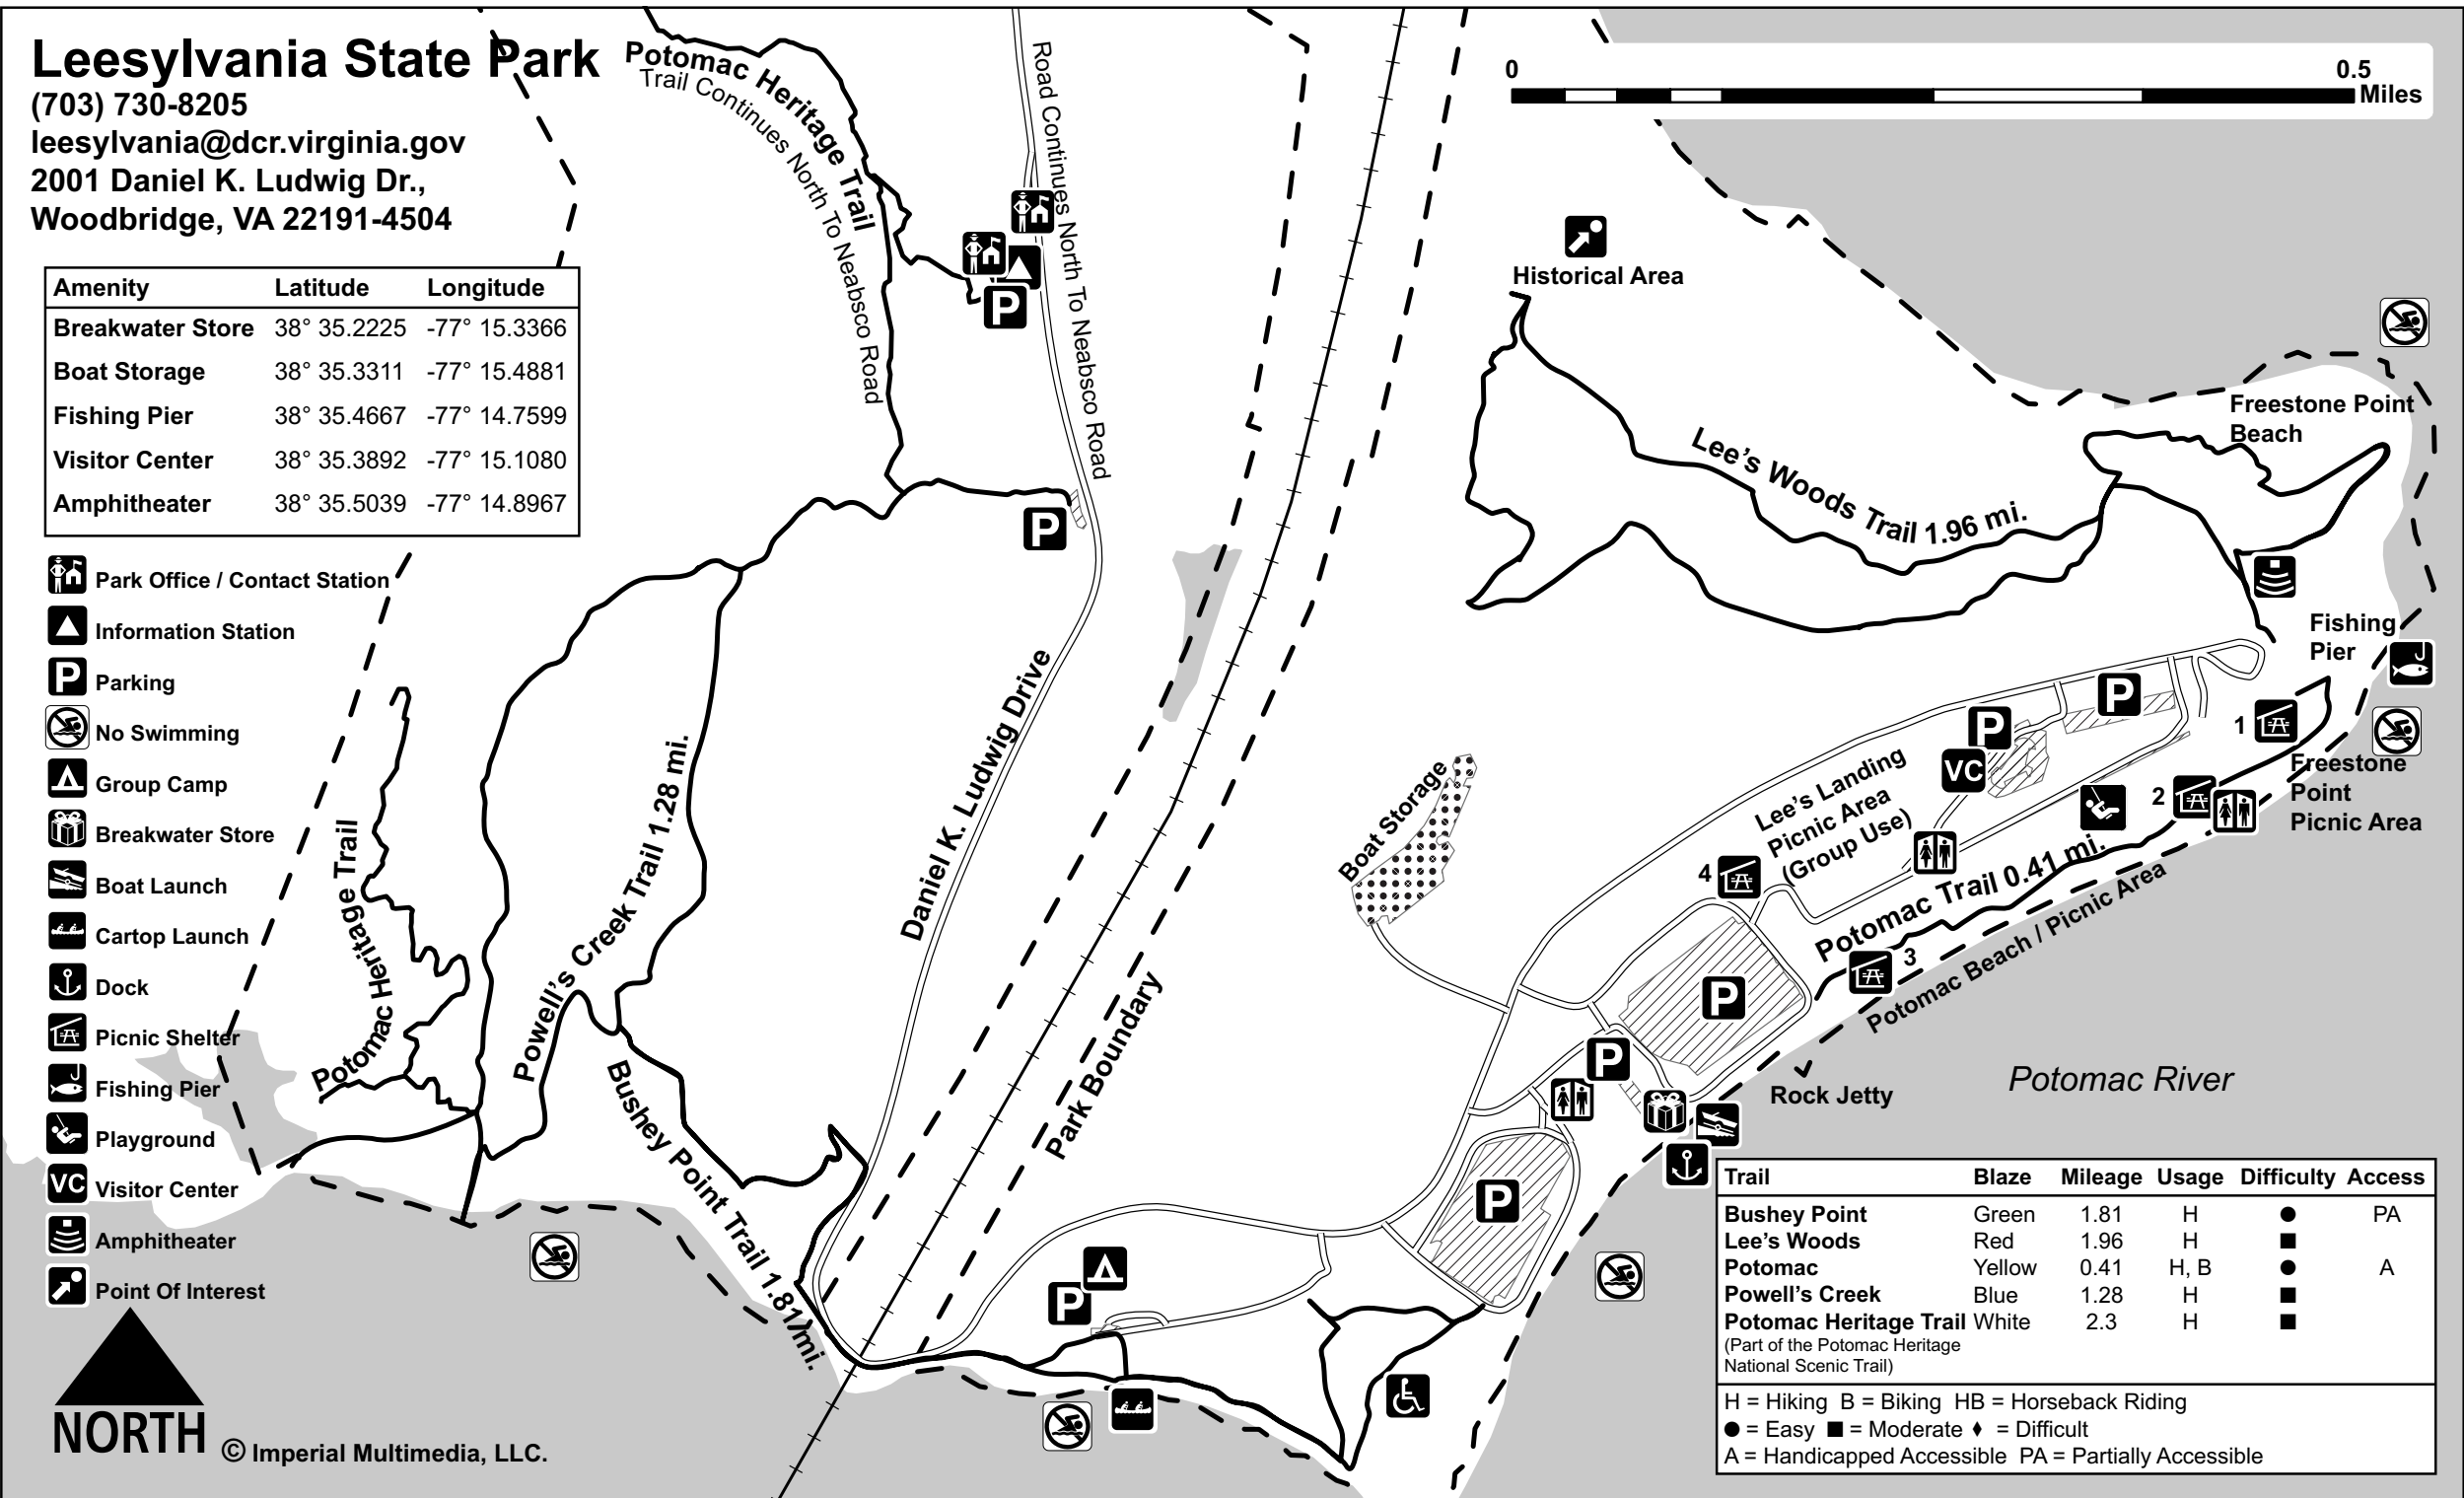 Leesylvania State Park
(703) 730-8205
leesylvania@dcr.virginia.gov
2001 Daniel K. Ludwig Dr.,
Woodbridge, VA 22191-4504
Amenity Latitude Longitude
Breakwater Store 38° 35.2225 -77° 15.3366
Boat Storage 38° 35.3311 -77° 15.4881
Fishing Pier 38° 35.4667 -77° 14.7599
Visitor Center 38° 35.3892 -77° 15.1080
Amphitheater 38° 35.5039 -77° 14.8967
Park Office / Contact Station
Information Station
P Parking
No Swimming
Group Camp
Breakwater Store
Boat Launch
Cartop Launch
Dock
Picnic Shelter
Fishing Pier
Playground
VC Visitor Center
Amphitheater
Point Of Interest
NORTH
© Imperial Multimedia, LLC.
Potomac Heritage Trail
Trail Continues North To Neabsco Road
Road Continues North To Neabsco Road
P
P
Potomac Heritage Trail
Powell's Creek Trail 1.28 mi.
Bushey Point Trail 1.81 mi.
Daniel K. Ludwig Drive
Park Boundary
0 0.5
Miles
Historical Area
Lee's Woods Trail 1.96 mi.
Freestone Point
Beach
Fishing
Pier
P
P
VC
1
2
Freestone
Point
Picnic Area
Boat Storage
Lee's Landing
Picnic Area
(Group Use)
4
Potomac Trail 0.41 mi.
3
Potomac Beach / Picnic Area
P
P
Rock Jetty
Potomac River
P
P
Trail Blaze Mileage Usage Difficulty Access
Bushey Point Green 1.81 H ● PA
Lee's Woods Red 1.96 H ■
Potomac Yellow 0.41 H, B ● A
Powell's Creek Blue 1.28 H ■
Potomac Heritage Trail White 2.3 H ■
(Part of the Potomac Heritage
National Scenic Trail)
H = Hiking B = Biking HB = Horseback Riding
● = Easy ■ = Moderate ♦ = Difficult
A = Handicapped Accessible PA = Partially Accessible